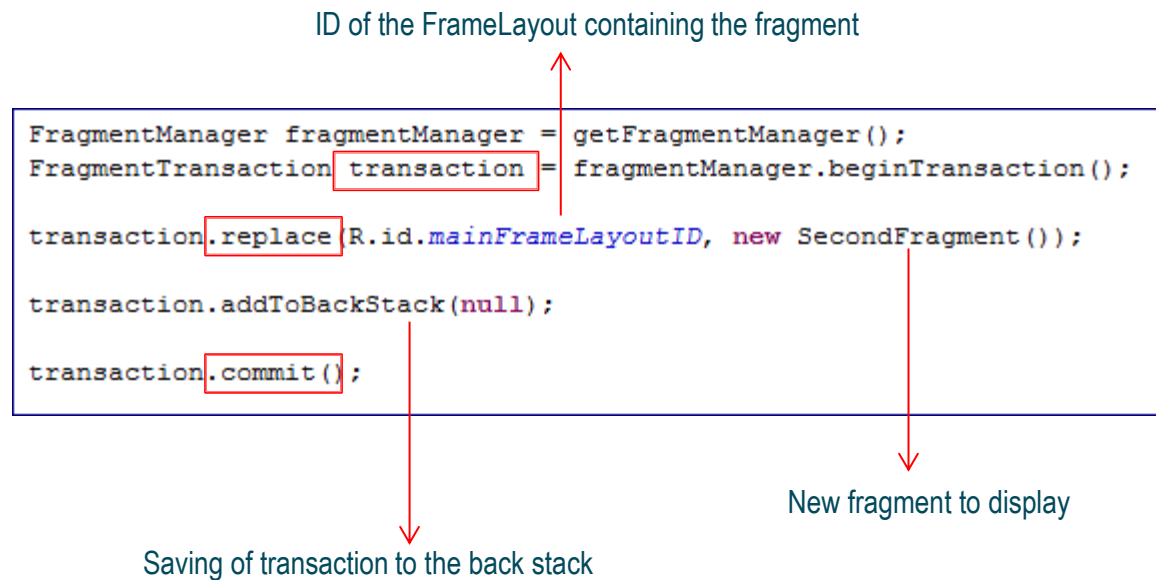 ID of the FrameLayout containing the fragment
FragmentManager fragmentManager = getFragmentManager();
FragmentTransaction transaction = fragmentManager.beginTransaction();
transaction.replace(R.id.mainFrameLayoutID, new SecondFragment());
transaction.addToBackStack(null);
transaction.commit();
New fragment to display
Saving of transaction to the back stack